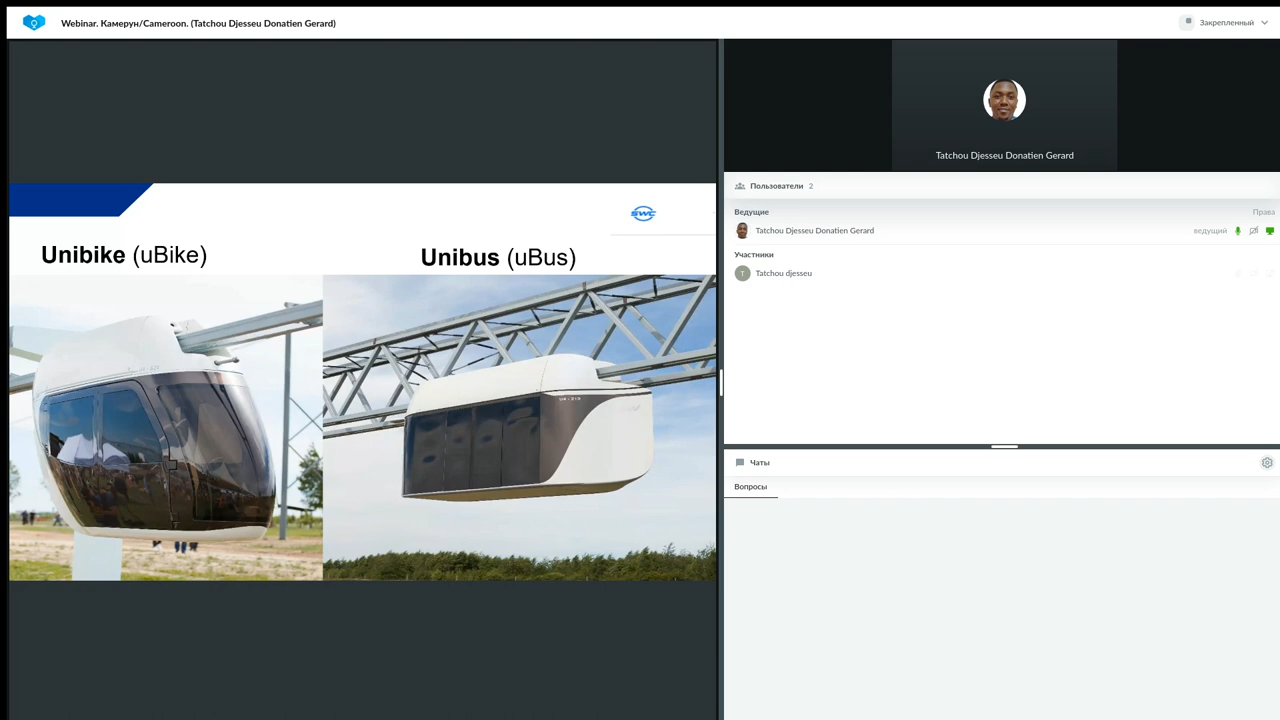 Webinar. Камерун/Cameroon. (Tatchou Djesseu Donatien Gerard)
Закрепленный
SWC
Unibike (uBike)
Unibus (uBus)
Tatchou Djesseu Donatien Gerard
Пользователи 2
Ведущие
Права
Tatchou Djesseu Donatien Gerard
ведущий
Участники
T
Tatchou djesseu
Чаты
Вопросы